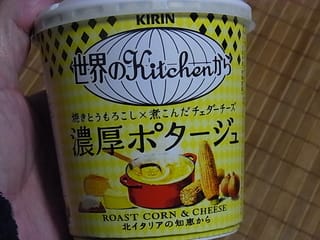 KIRIN
世界のKitchenから
焼きとうもろこし×煮こんだチェダーチーズ
濃厚ポタージュ
ROAST CORN & CHEESE
北イタリアの知恵から